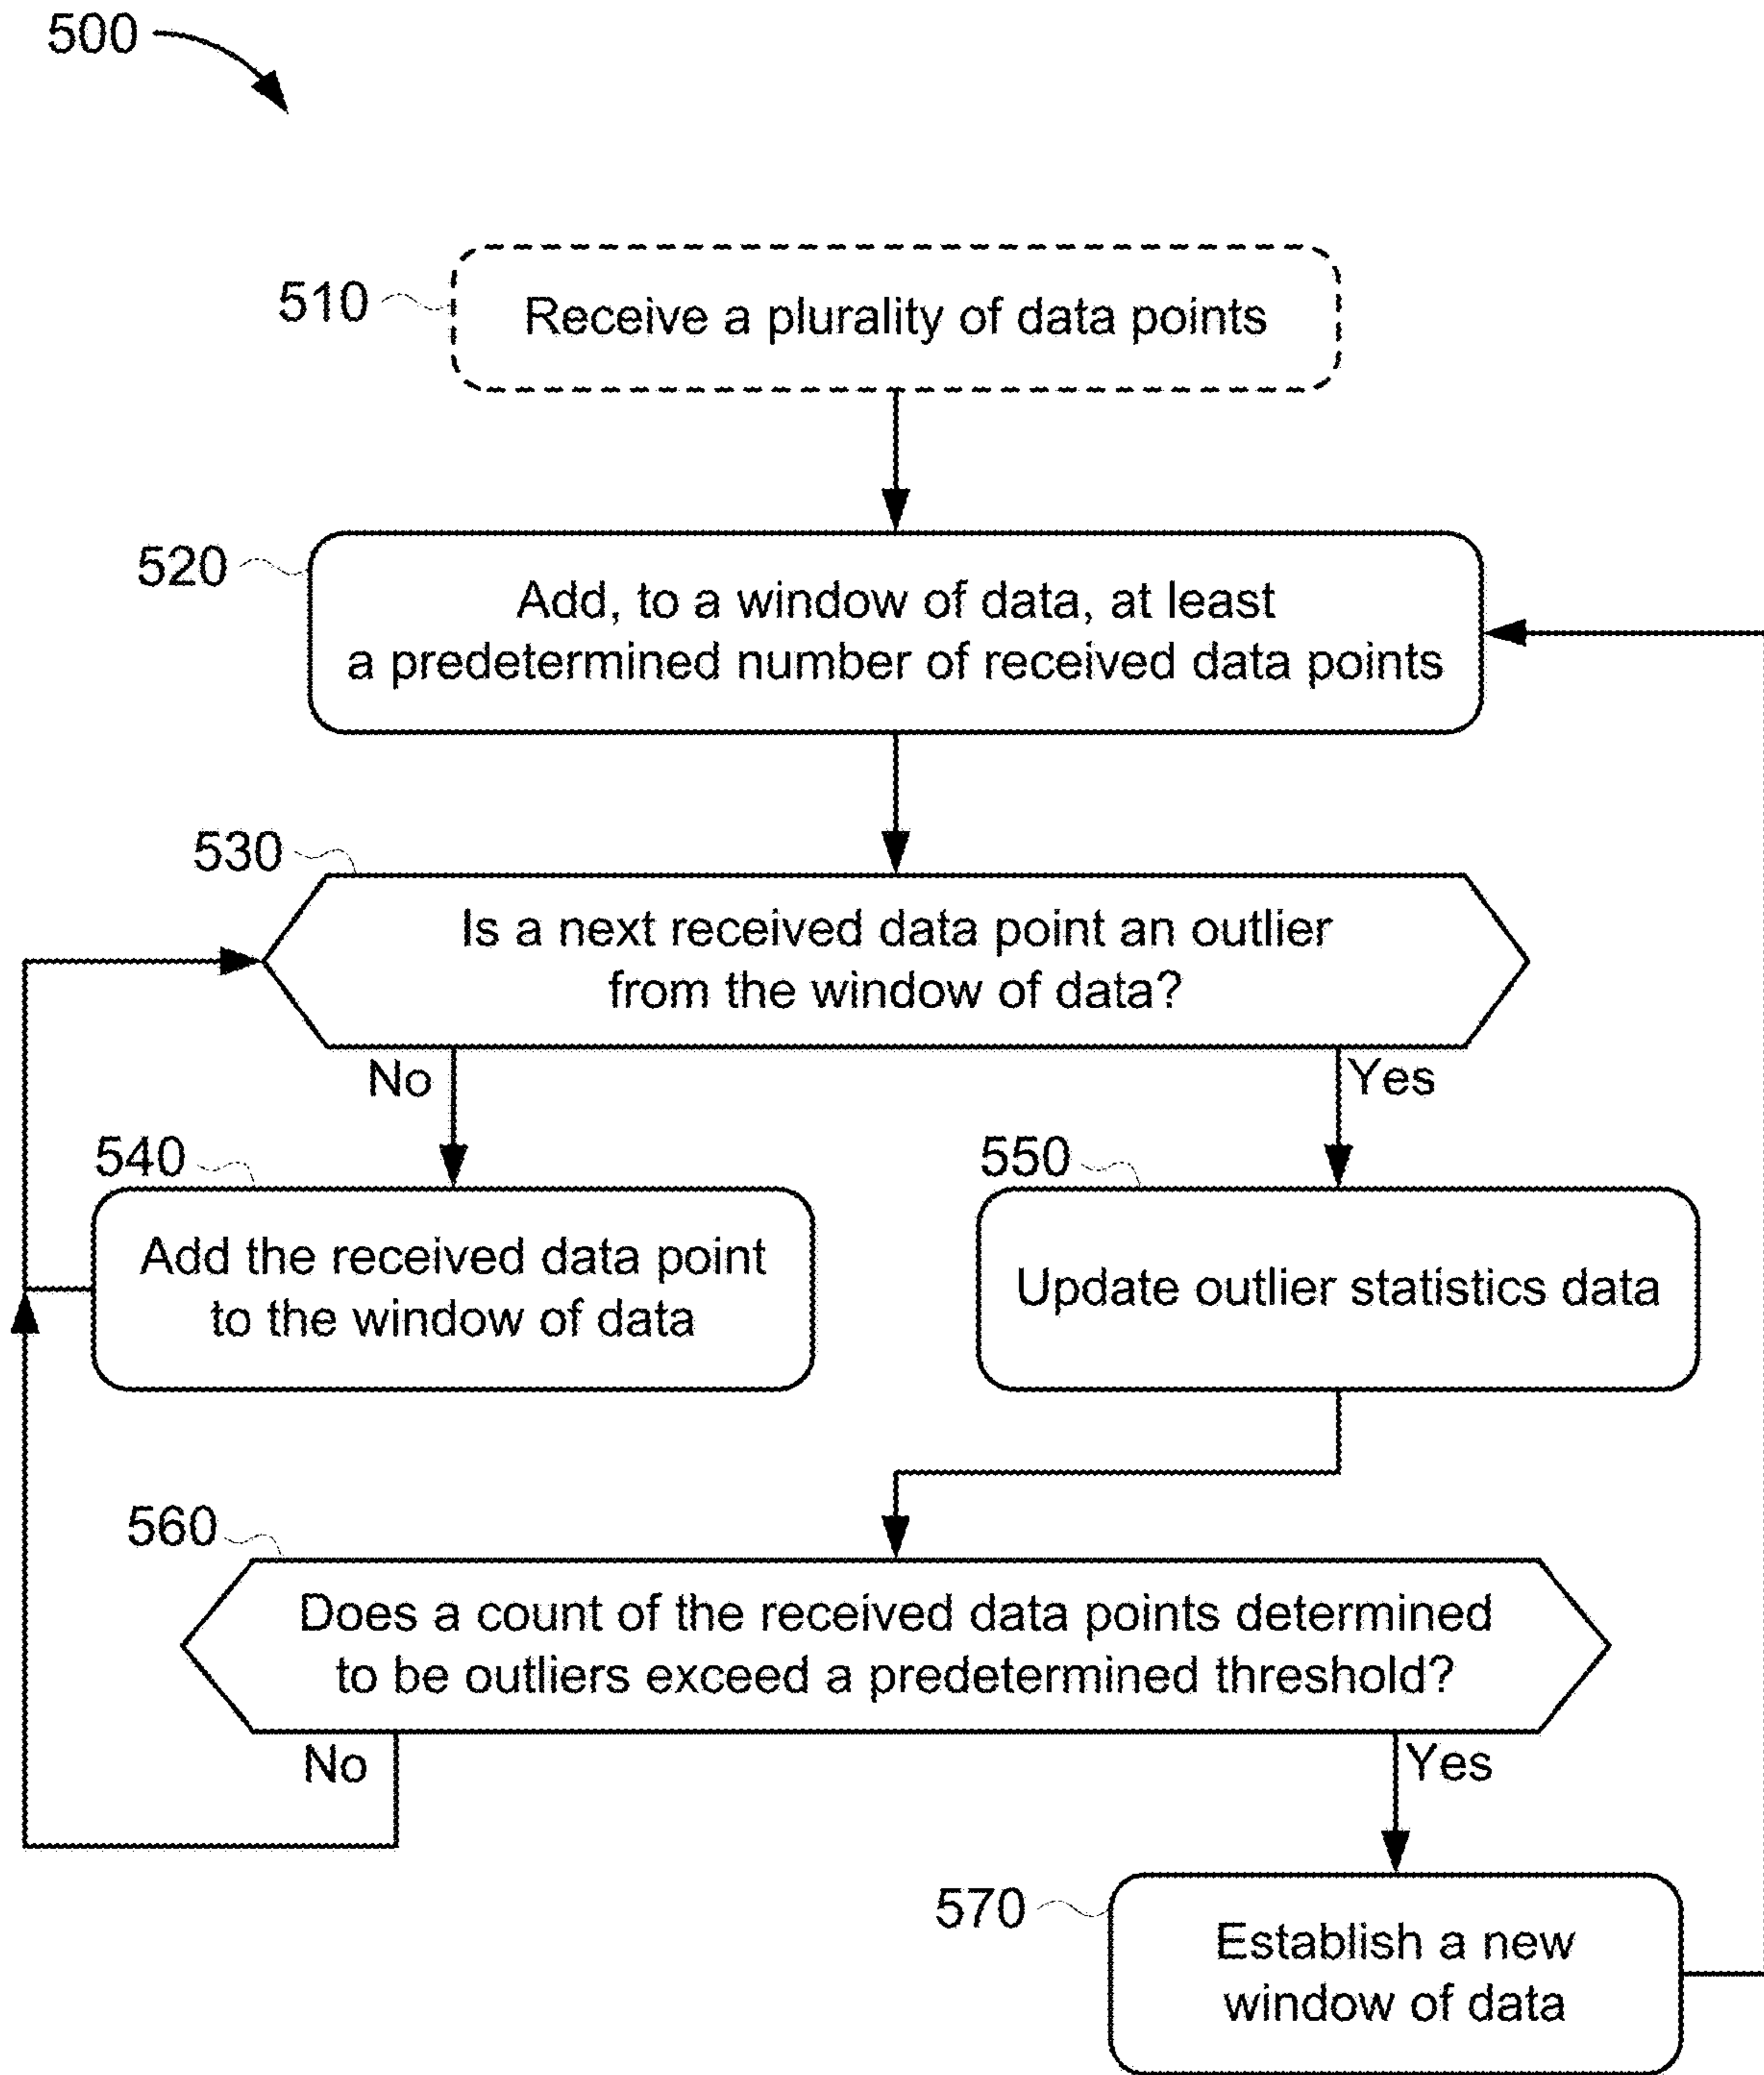 500
510
Receive a plurality of data points
520
Add, to a window of data, at least
a predetermined number of received data points
530
Is a next received data point an outlier
from the window of data?
No
Yes
540
550
Add the received data point
to the window of data
Update outlier statistics data
560
Does a count of the received data points determined
to be outliers exceed a predetermined threshold?
No
Yes
570
Establish a new
window of data